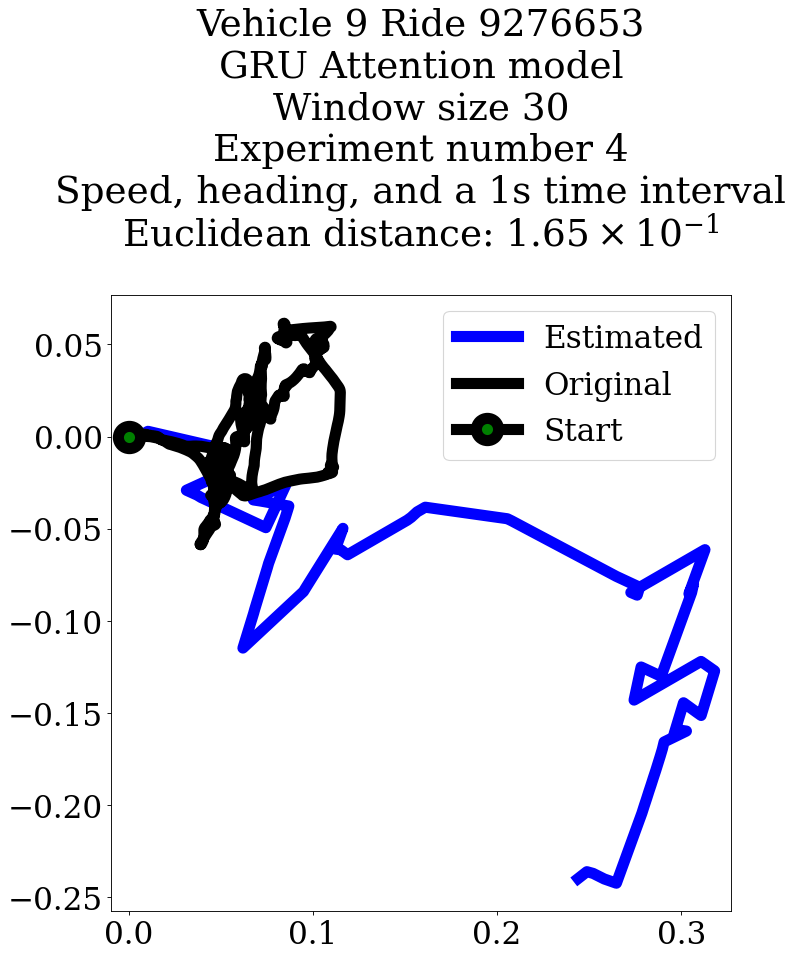 Vehicle 9 Ride 9276653
GRU Attention model
Window size 30
Experiment number 4
Speed, heading, and a 1s time interval
Euclidean distance: 1.65 × 10⁻¹
Estimated
Original
Start
0.05
0.00
−0.05
−0.10
−0.15
−0.20
−0.25
0.0 0.1 0.2 0.3